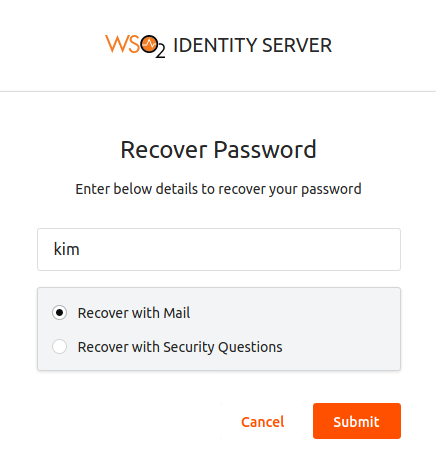 WSO2 IDENTITY SERVER
Recover Password
Enter below details to recover your password
kim
Recover with Mail
Recover with Security Questions
Cancel Submit